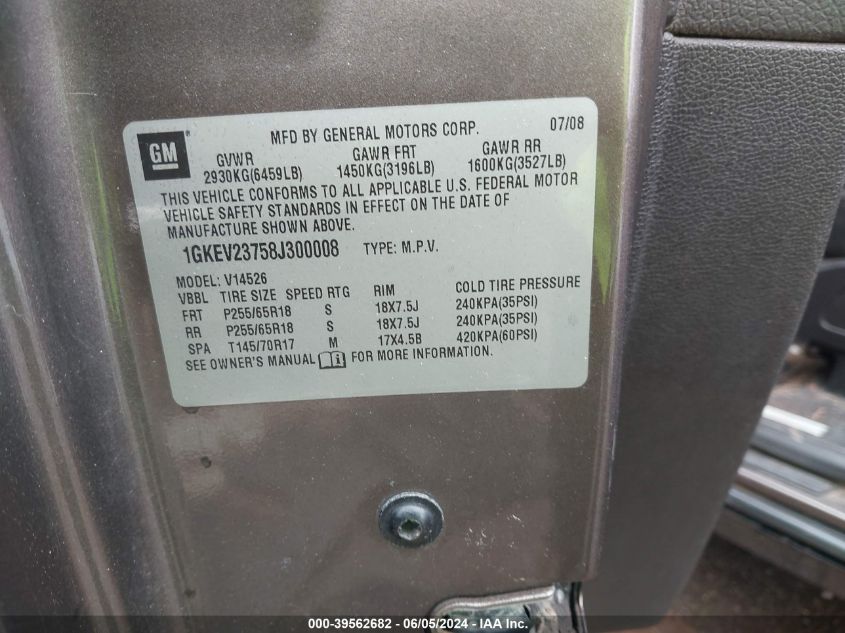 GM
MFD BY GENERAL MOTORS CORP. 07/08
GVWR GAWR FRT GAWR RR
2930KG(6459LB) 1450KG(3196LB) 1600KG(3527LB)
THIS VEHICLE CONFORMS TO ALL APPLICABLE U.S. FEDERAL MOTOR
VEHICLE SAFETY STANDARDS IN EFFECT ON THE DATE OF
MANUFACTURE SHOWN ABOVE.
1GKEV23758J300008 TYPE: M.P.V.
MODEL: V14526
VBBL TIRE SIZE SPEED RTG RIM COLD TIRE PRESSURE
FRT P255/65R18 S 18X7.5J 240KPA(35PSI)
RR P255/65R18 S 18X7.5J 240KPA(35PSI)
SPA T145/70R17 M 17X4.5B 420KPA(60PSI)
SEE OWNER'S MANUAL FOR MORE INFORMATION.
000-39562682 / 06/05/2024 / IAA Inc.